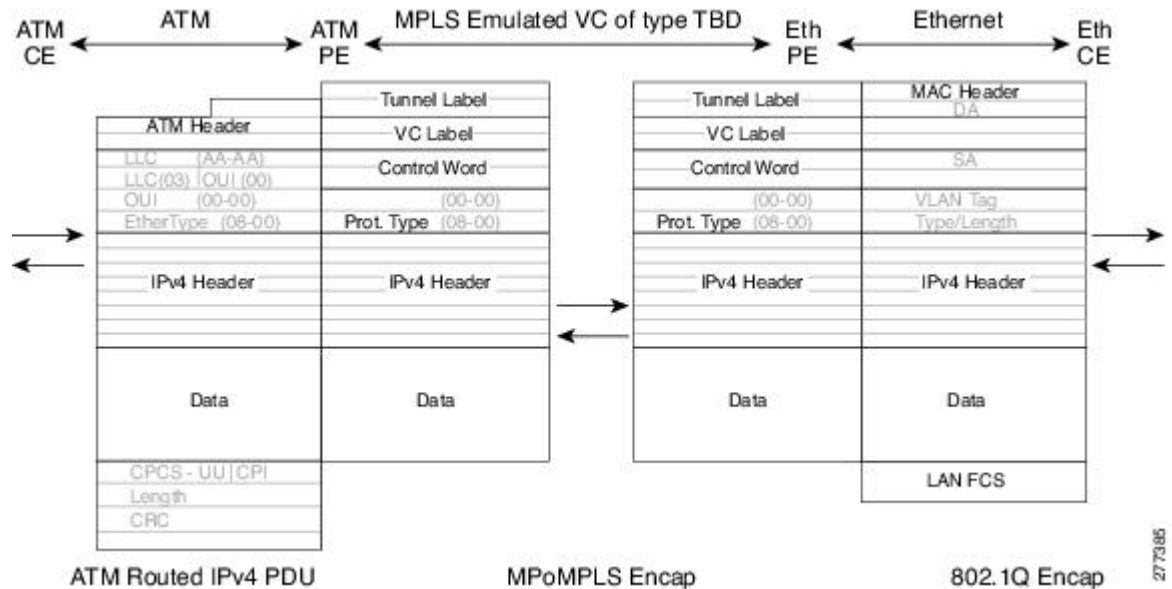 ATM CE
ATM
ATM PE
MPLS Emulated VC of type TBD
Eth PE
Ethernet
Eth CE
ATM Header
LLC (AA-AA)
LLC(03) OUI (00)
OUI (00-00)
EtherType (08-00)
IPv4 Header
Data
CPCS - UU | CPI
Length
CRC
Tunnel Label
VC Label
Control Word
(00-00)
Prot. Type (08-00)
IPv4 Header
Data
Tunnel Label
VC Label
Control Word
(00-00)
Prot. Type (08-00)
IPv4 Header
Data
MAC Header
DA
SA
VLAN Tag
Type/Length
IPv4 Header
Data
LAN FCS
ATM Routed IPv4 PDU
MPoMPLS Encap
802.1Q Encap
277385